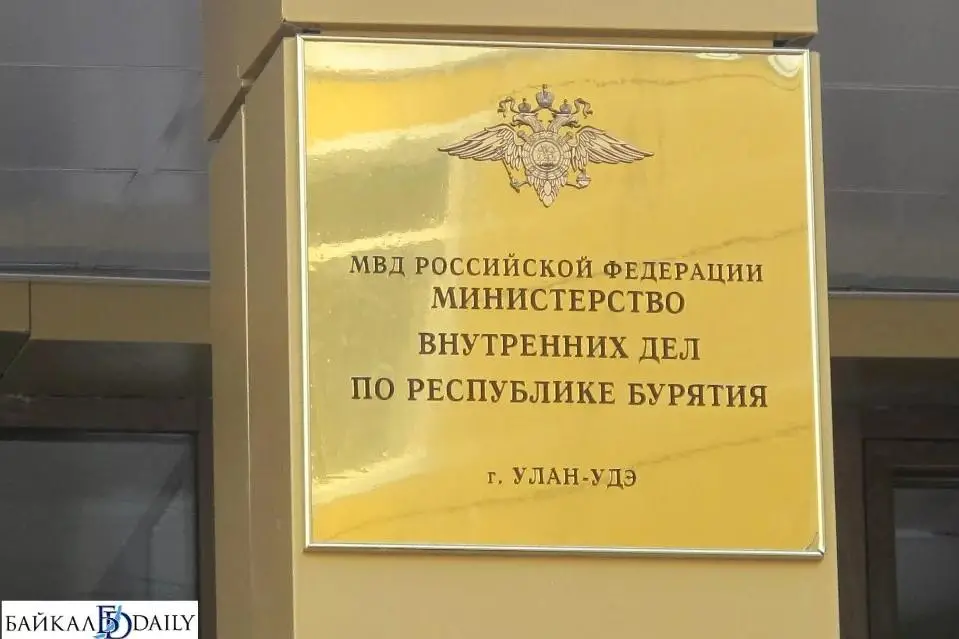 МВД РОССИЙСКОЙ ФЕДЕРАЦИИ
МИНИСТЕРСТВО
ВНУТРЕННИХ ДЕЛ
ПО РЕСПУБЛИКЕ БУРЯТИЯ
г. УЛАН-УДЭ
БАЙКАЛ DAILY